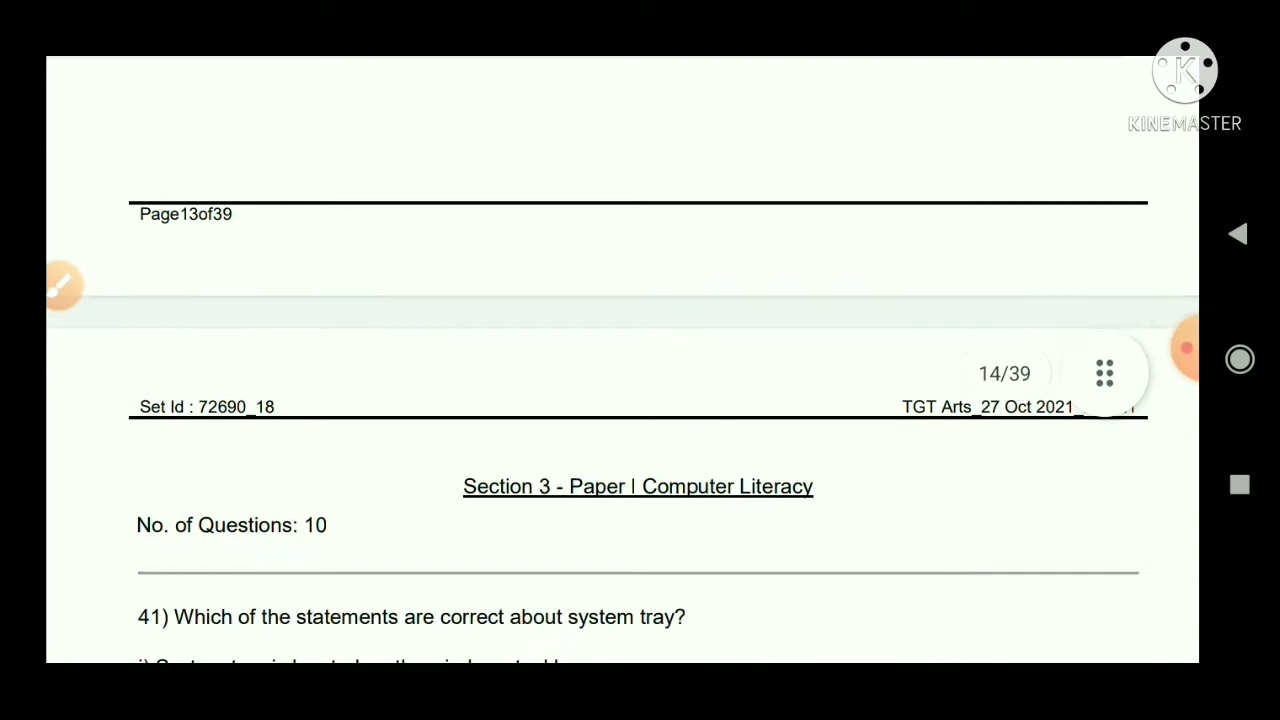 KINEMASTER
Page13of39
14/39
Set Id : 72690_18
TGT Arts_27 Oct 2021_
Section 3 - Paper I Computer Literacy
No. of Questions: 10
41) Which of the statements are correct about system tray?